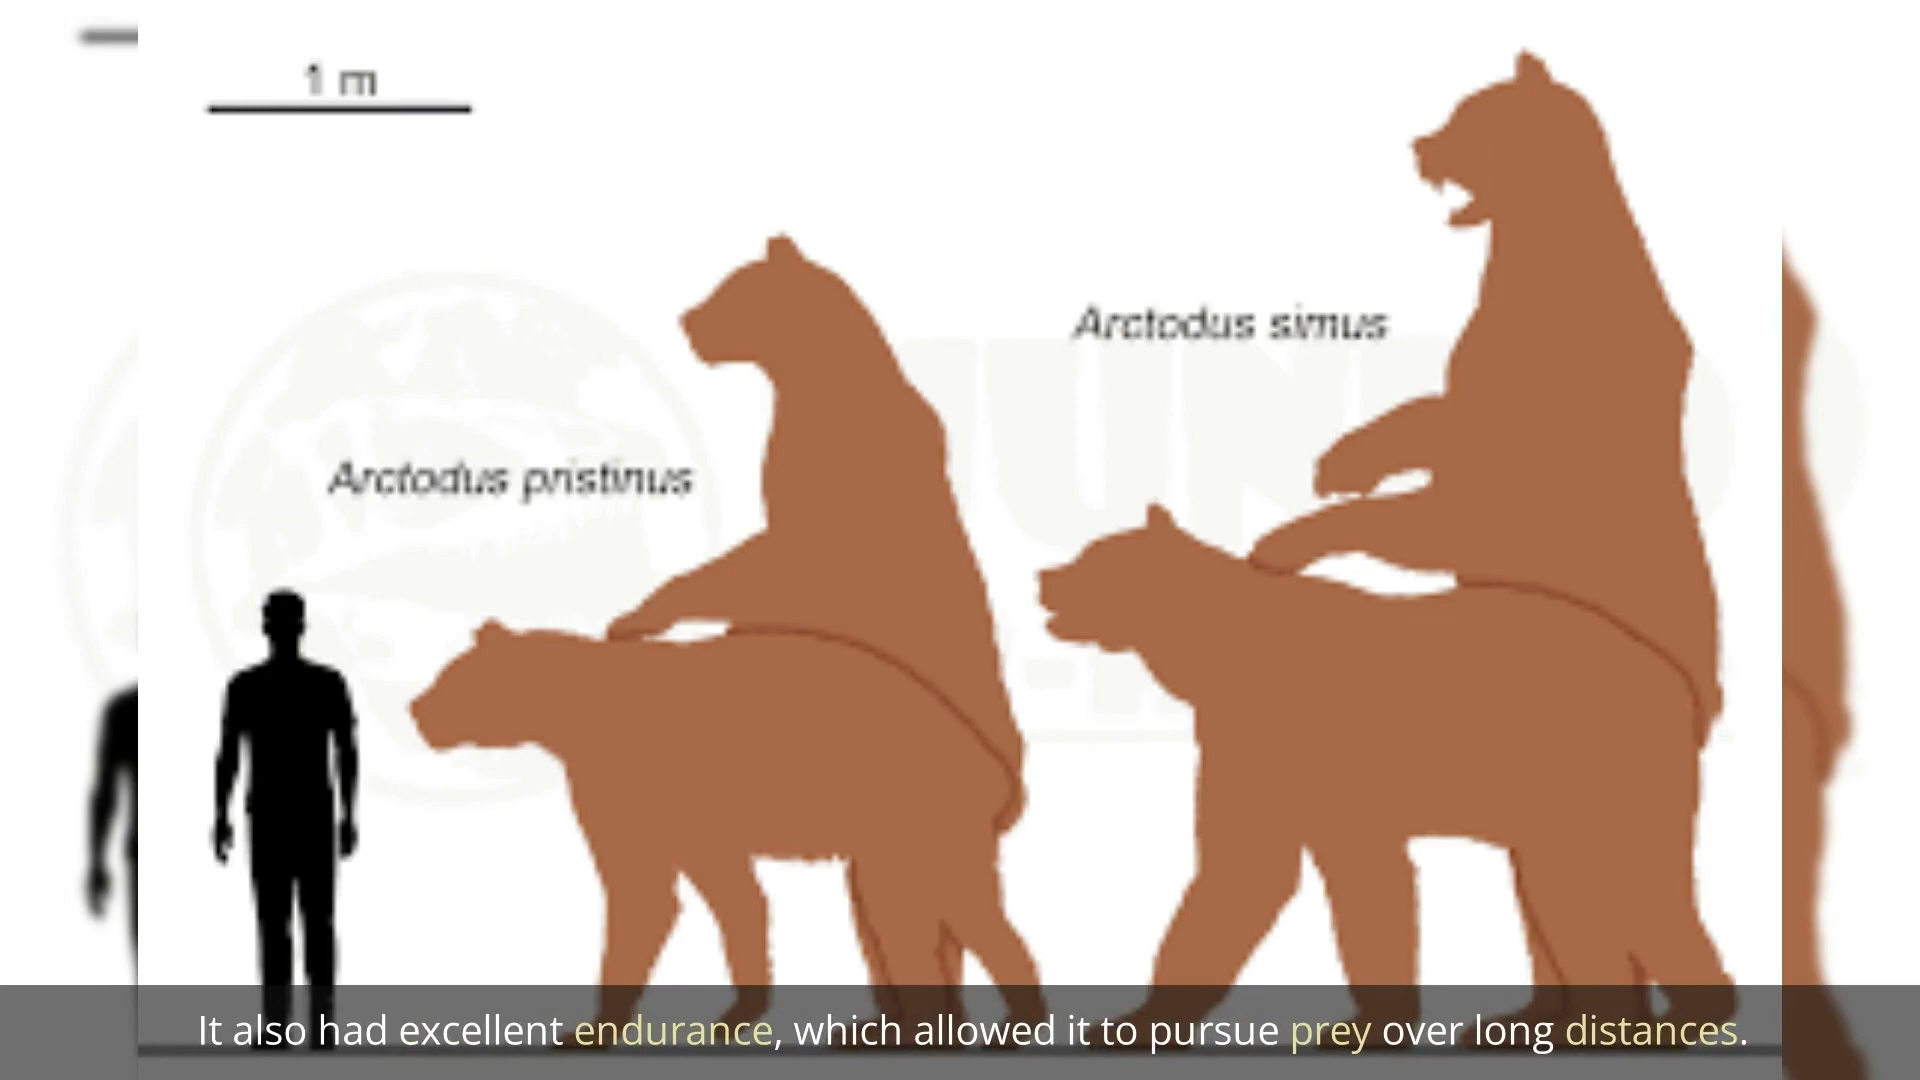 1 m
Arctodus simus
Arctodus pristinus
It also had excellent endurance, which allowed it to pursue prey over long distances.